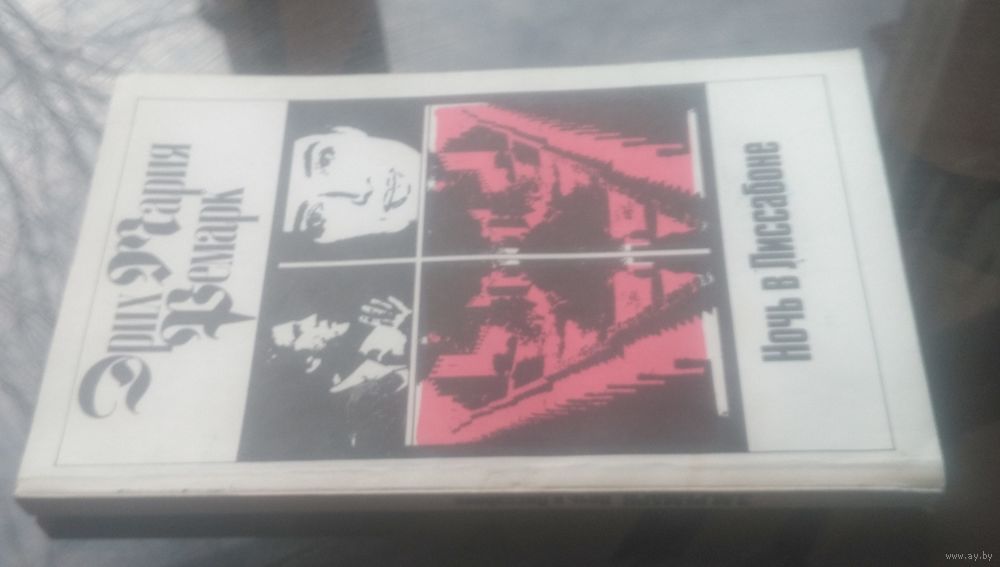 Эрих Мария
Ремарк
Ночь в Лиссабоне
www.ay.by